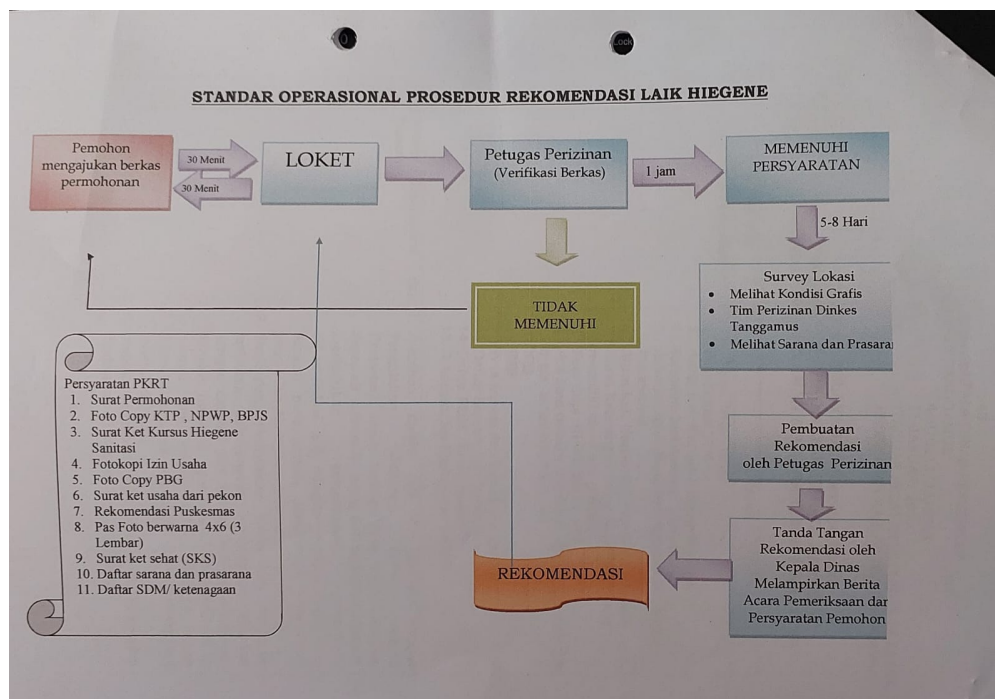 STANDAR OPERASIONAL PROSEDUR REKOMENDASI LAIK HIEGENE
Pemohon
mengajukan berkas
permohonan
30 Menit
30 Menit
LOKET
Petugas Perizinan
(Verifikasi Berkas)
1 jam
MEMENUHI
PERSYARATAN
5-8 Hari
TIDAK
MEMENUHI
Survey Lokasi
• Melihat Kondisi Grafis
• Tim Perizinan Dinkes
Tanggamus
• Melihat Sarana dan Prasarar
Pembuatan
Rekomendasi
oleh Petugas Perizinan
Tanda Tangan
Rekomendasi oleh
Kepala Dinas
Melampirkan Berita
Acara Pemeriksaan dan
Persyaratan Pemohon
REKOMENDASI
Persyaratan PKRT
1. Surat Permohonan
2. Foto Copy KTP , NPWP, BPJS
3. Surat Ket Kursus Hiegene
Sanitasi
4. Fotokopi Izin Usaha
5. Foto Copy PBG
6. Surat ket usaha dari pekon
7. Rekomendasi Puskesmas
8. Pas Foto berwarna 4x6 (3
Lembar)
9. Surat ket sehat (SKS)
10. Daftar sarana dan prasarana
11. Daftar SDM/ ketenagaan